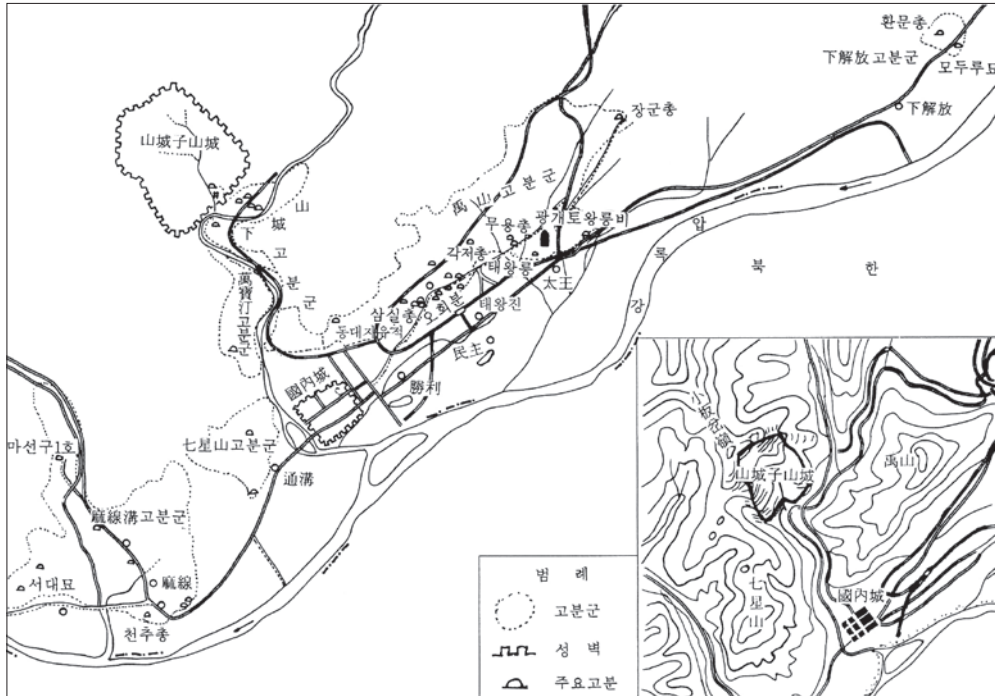 환문총
下解放고분군
모두루묘
下解放
장군총
山城子山城
山城下고분군
禹山고분군
무용총
광개토왕릉비
각저총
태왕릉
太王
압록강
북한
萬寶汀고분군
삼실총
회분
태왕진
동대자유적
民主
國內城
勝利
七星山고분군
마선구1호
通溝
麻線溝고분군
서대묘
麻線
천추총
범 례
고분군
성 벽
주요고분
小板岔嶺
山城子山城
禹山
七星山
國內城